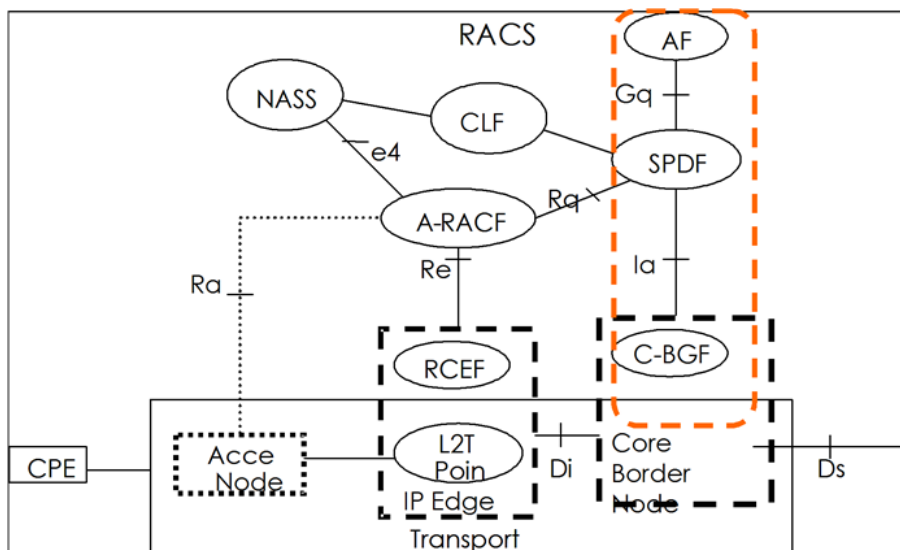 RACS
AF
NASS
Gq
CLF
e4
SPDF
Rq
A-RACF
Ra
Re
Ia
RCEF
C-BGF
CPE
Acce
Node
L2T
Poin
IP Edge
Di
Core
Border
Node
Ds
Transport